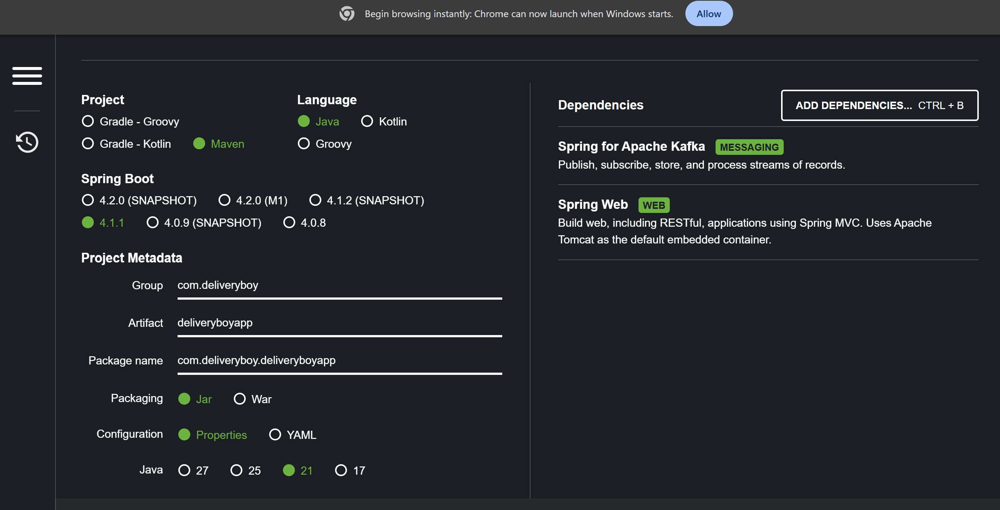 Begin browsing instantly: Chrome can now launch when Windows starts. Allow
Project
Gradle - Groovy
Gradle - Kotlin Maven
Language
Java Kotlin
Groovy
Spring Boot
4.2.0 (SNAPSHOT) 4.2.0 (M1) 4.1.2 (SNAPSHOT)
4.1.1 4.0.9 (SNAPSHOT) 4.0.8
Project Metadata
Group com.deliveryboy
Artifact deliveryboyapp
Package name com.deliveryboy.deliveryboyapp
Packaging Jar War
Configuration Properties YAML
Java 27 25 21 17
Dependencies ADD DEPENDENCIES... CTRL + B
Spring for Apache Kafka MESSAGING
Publish, subscribe, store, and process streams of records.
Spring Web WEB
Build web, including RESTful, applications using Spring MVC. Uses Apache
Tomcat as the default embedded container.